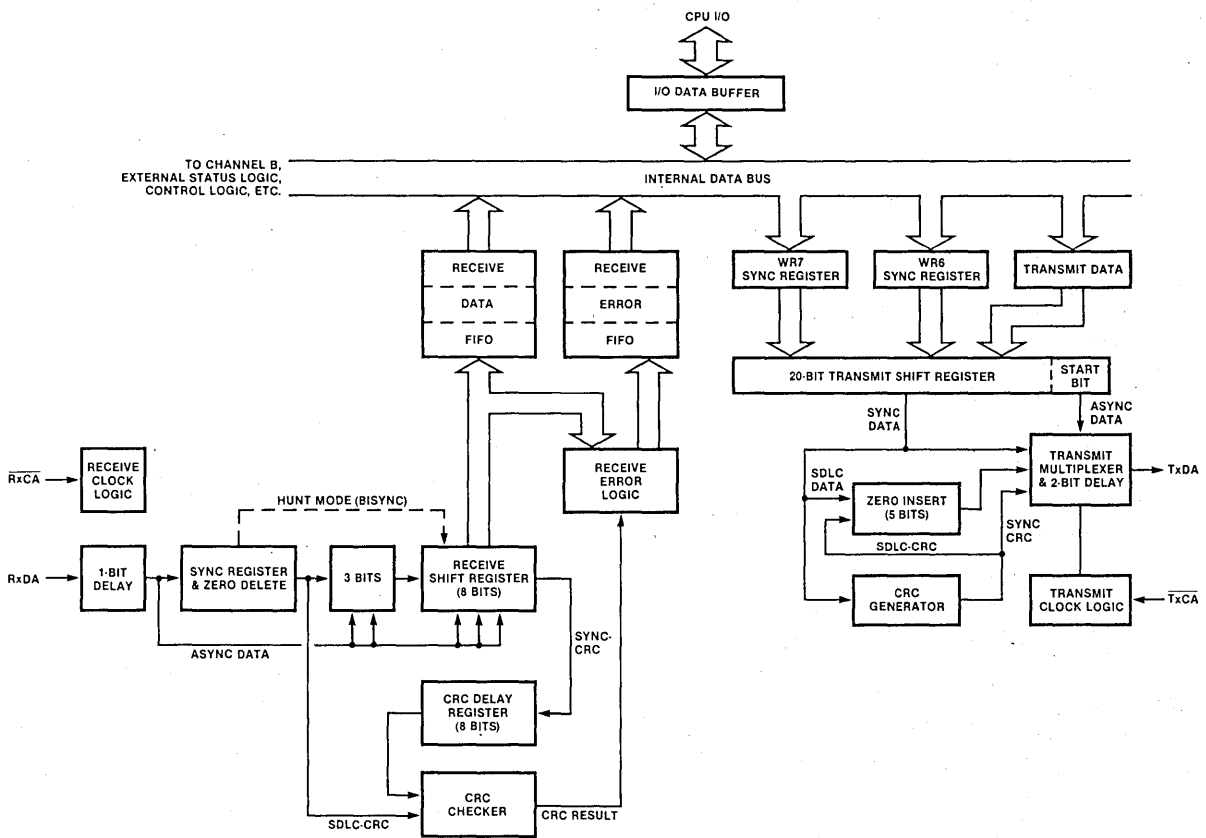 CPU I/O
I/O DATA BUFFER
TO CHANNEL B,
EXTERNAL STATUS LOGIC,
CONTROL LOGIC, ETC.
INTERNAL DATA BUS
RECEIVE
DATA
FIFO
RECEIVE
ERROR
FIFO
WR7
SYNC REGISTER
WR6
SYNC REGISTER
TRANSMIT DATA
20-BIT TRANSMIT SHIFT REGISTER
START
BIT
SYNC
DATA
ASYNC
DATA
RxCA
RECEIVE
CLOCK
LOGIC
HUNT MODE (BISYNC)
RECEIVE
ERROR
LOGIC
SDLC
DATA
ZERO INSERT
(5 BITS)
TRANSMIT
MULTIPLEXER
& 2-BIT DELAY
TxDA
SDLC-CRC
SYNC
CRC
RxDA
1-BIT
DELAY
SYNC REGISTER
& ZERO DELETE
3 BITS
RECEIVE
SHIFT REGISTER
(8 BITS)
CRC
GENERATOR
TRANSMIT
CLOCK LOGIC
TxCA
ASYNC DATA
SYNC-
CRC
CRC DELAY
REGISTER
(8 BITS)
CRC
CHECKER
SDLC-CRC
CRC RESULT